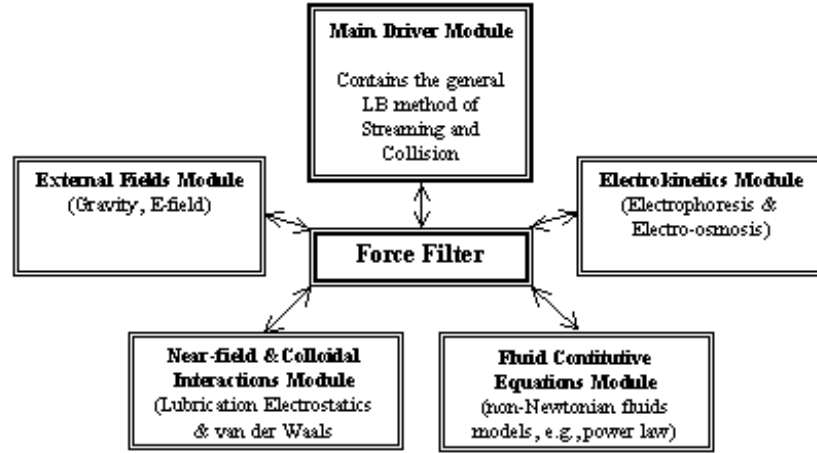 Main Driver Module
Contains the general
LB method of
Streaming and
Collision
External Fields Module
(Gravity, E-field)
Electrokinetics Module
(Electrophoresis &
Electro-osmosis)
Force Filter
Near-field & Colloidal
Interactions Module
(Lubrication Electrostatics
& van der Waals
Fluid Contitutive
Equations Module
(non-Newtonian fluids
models, e.g., power law)